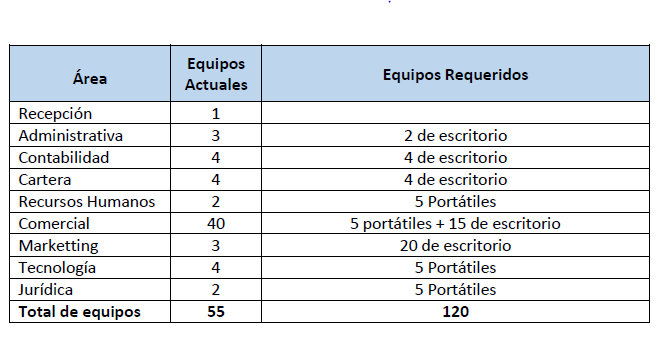 Área Equipos Actuales Equipos Requeridos
Recepción 1
Administrativa 3 2 de escritorio
Contabilidad 4 4 de escritorio
Cartera 4 4 de escritorio
Recursos Humanos 2 5 Portátiles
Comercial 40 5 portátiles + 15 de escritorio
Marketting 3 20 de escritorio
Tecnología 4 5 Portátiles
Jurídica 2 5 Portátiles
Total de equipos 55 120